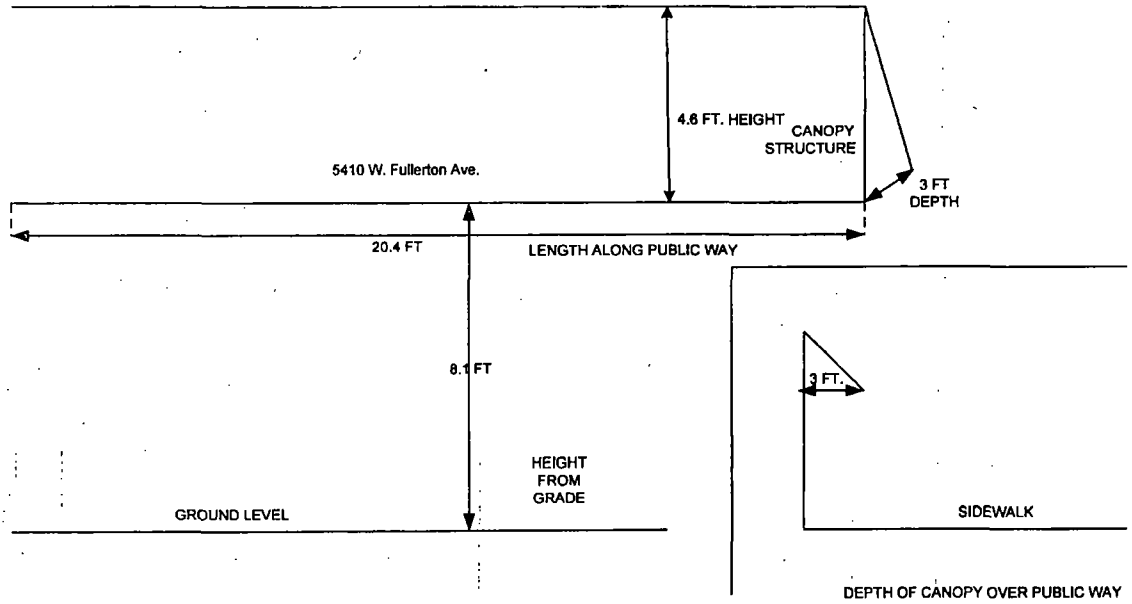 4.6 FT. HEIGHT
CANOPY
STRUCTURE
5410 W. Fullerton Ave.
3 FT
DEPTH
20.4 FT
LENGTH ALONG PUBLIC WAY
8.1 FT
3 FT.
HEIGHT
FROM
GRADE
GROUND LEVEL
SIDEWALK
DEPTH OF CANOPY OVER PUBLIC WAY